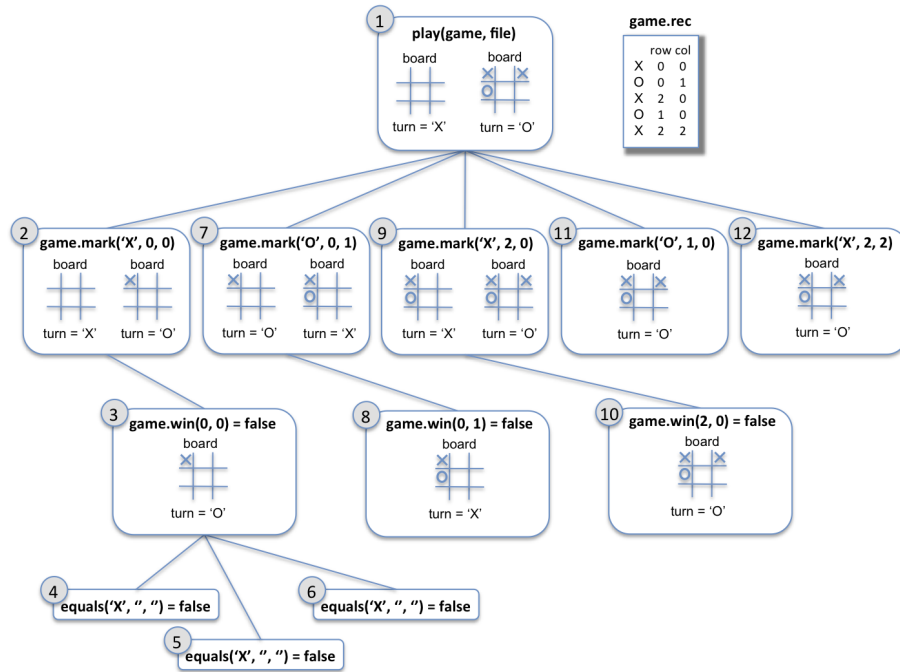 1
play(game, file)
board
X X
O
turn = ‘X’ turn = ‘O’
game.rec
row col
X 0 0
O 0 1
X 2 0
O 1 0
X 2 2
2
game.mark(‘X’, 0, 0)
board
X
turn = ‘X’ turn = ‘O’
7
game.mark(‘O’, 0, 1)
board
X X
O
turn = ‘O’ turn = ‘X’
9
game.mark(‘X’, 2, 0)
board board
X X X
O O
turn = ‘X’ turn = ‘O’
11
game.mark(‘O’, 1, 0)
board
X X
O
turn = ‘O’
12
game.mark(‘X’, 2, 2)
board
X X
O
turn = ‘O’
3
game.win(0, 0) = false
board
X
turn = ‘O’
8
game.win(0, 1) = false
board
X
O
turn = ‘X’
10
game.win(2, 0) = false
board
X X
O
turn = ‘O’
4
equals(‘X’, ‘’, ‘’) = false
5
equals(‘X’, ‘’, ‘’) = false
6
equals(‘X’, ‘’, ‘’) = false